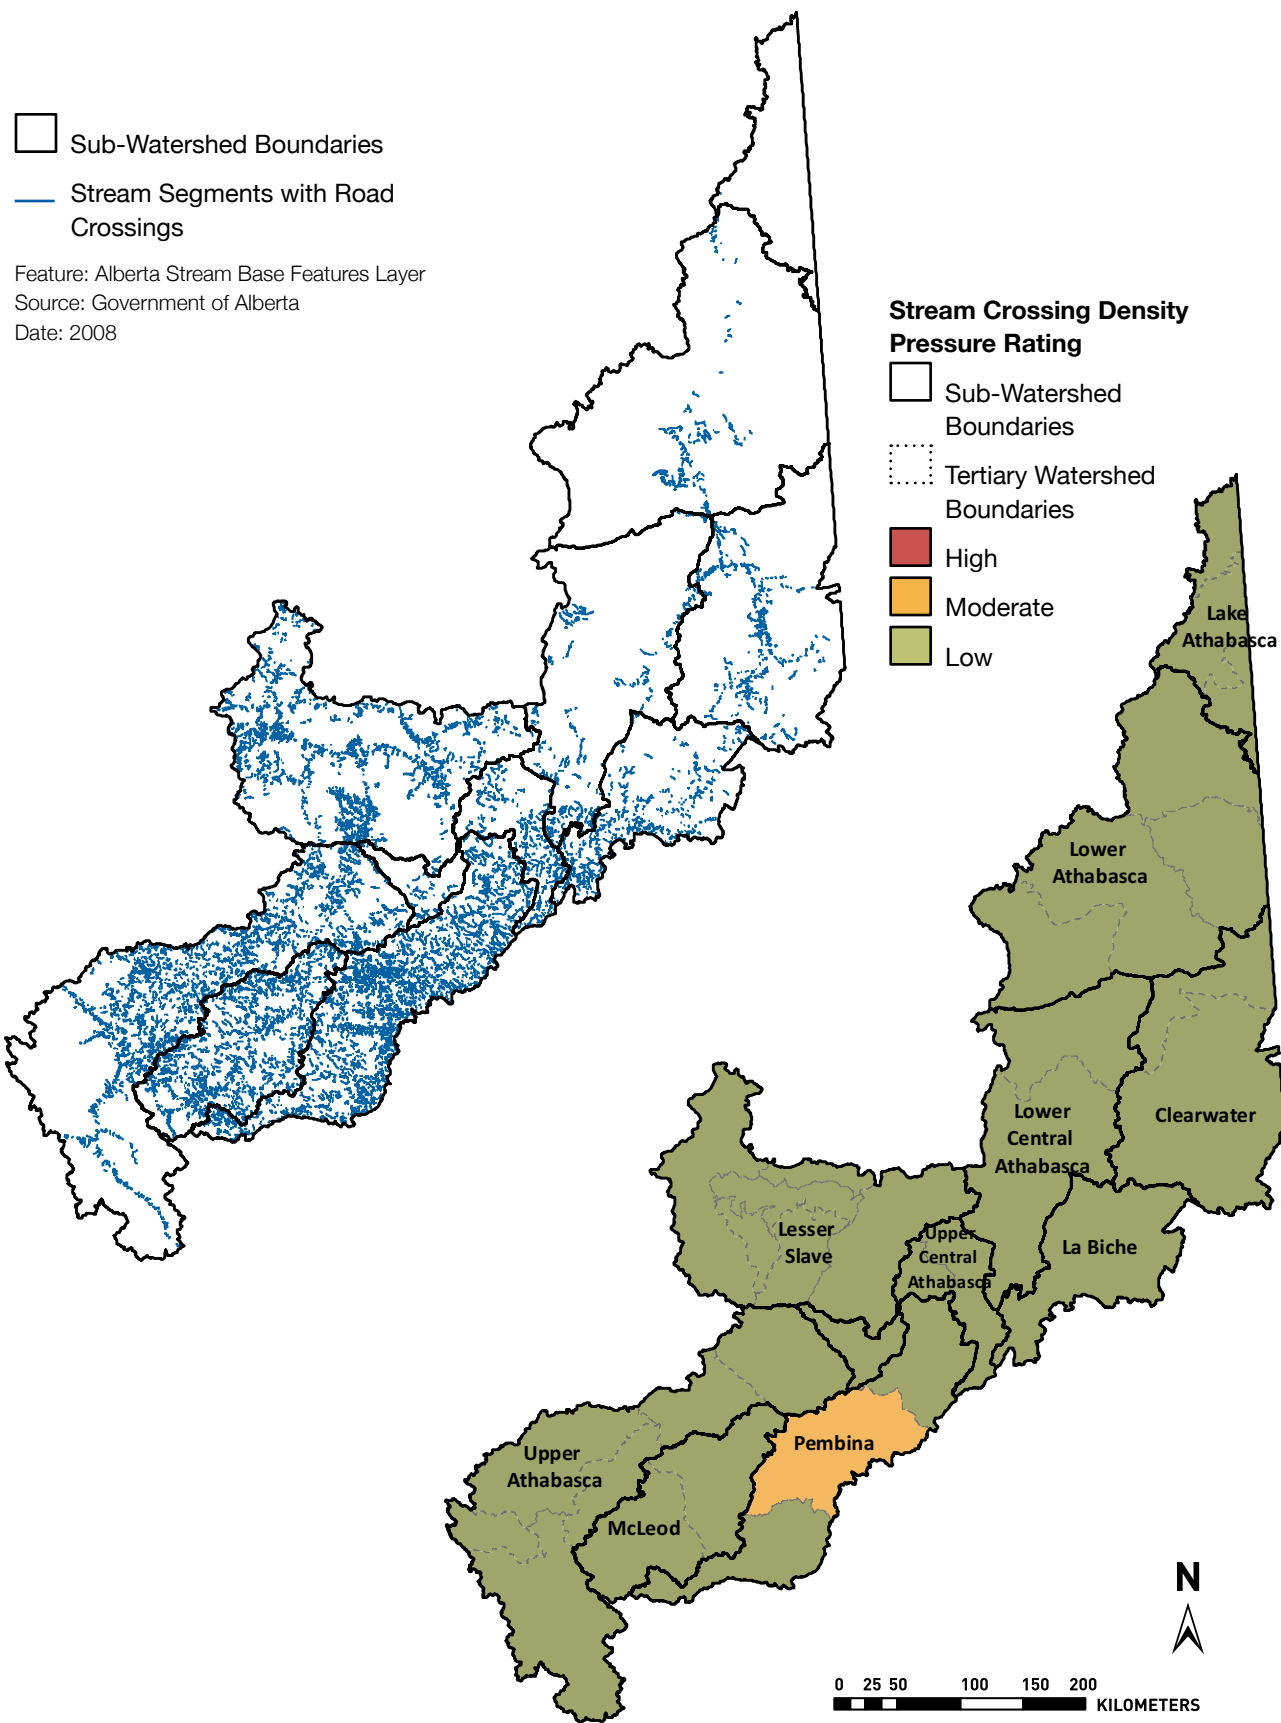 Sub-Watershed Boundaries
Stream Segments with Road
Crossings
Feature: Alberta Stream Base Features Layer
Source: Government of Alberta
Date: 2008
Stream Crossing Density
Pressure Rating
Sub-Watershed
Boundaries
Tertiary Watershed
Boundaries
High
Moderate
Low
Lake
Athabasca
Lower
Athabasca
Lower
Central
Athabasca
Clearwater
Lesser
Slave
Upper
Central
Athabasca
La Biche
Pembina
Upper
Athabasca
McLeod
N
0 25 50 100 150 200
KILOMETERS